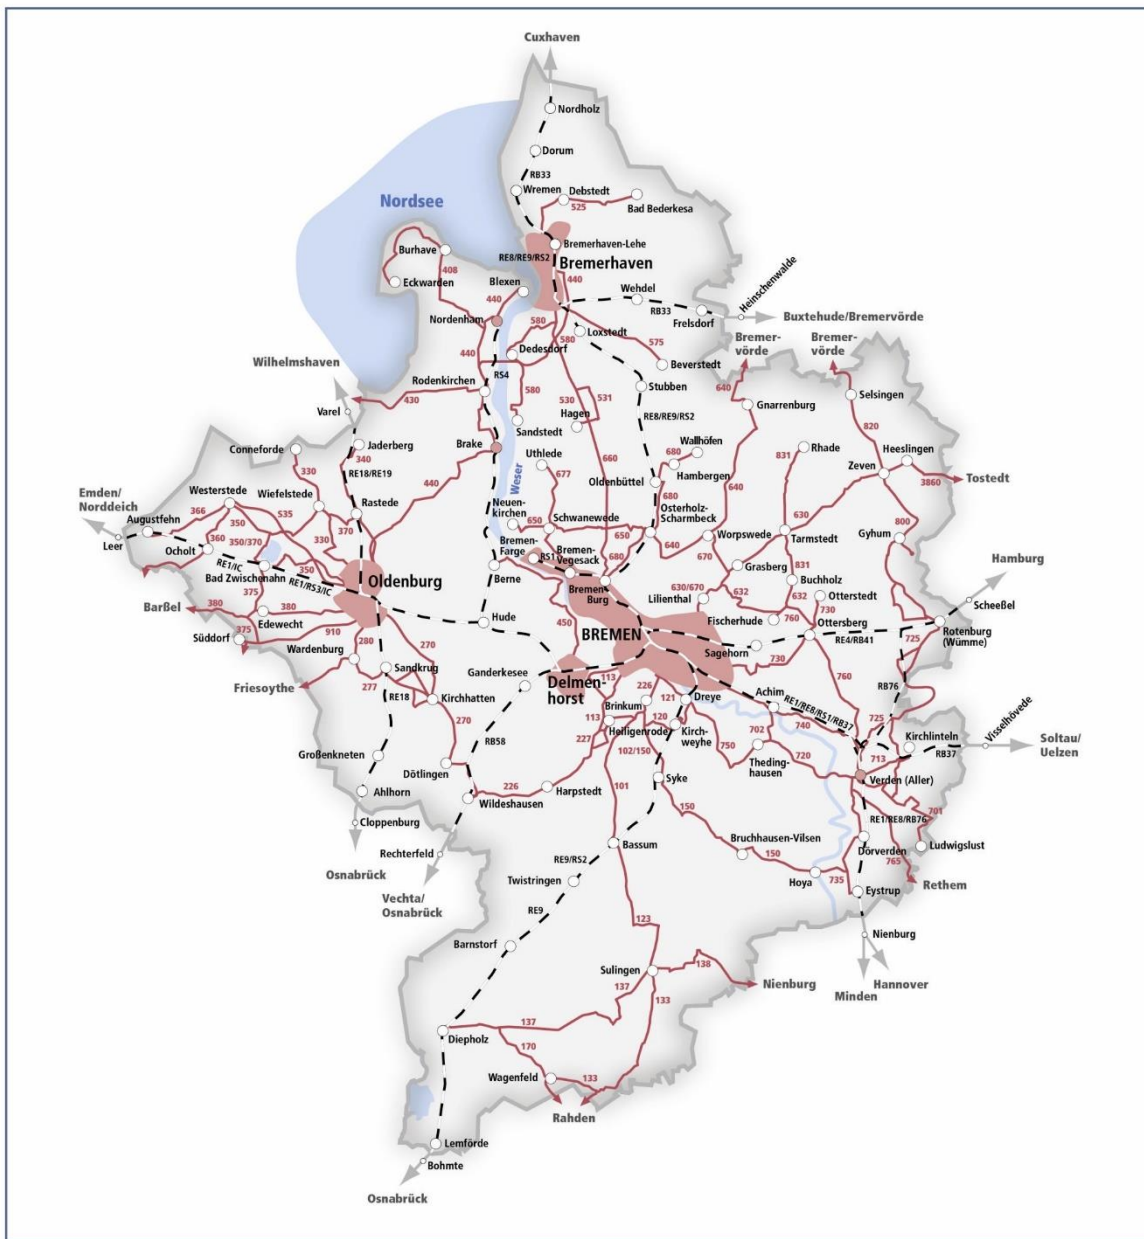 Cuxhaven
Nordholz
Dorum
RB33
Wremen
Debstedt
525
Bad Bederkesa
Nordsee
Bremerhaven-Lehe
RE8/RE9/RS2
Bremerhaven
Burhave
408
Eckwarden
Blexen
440
440
Nordenham
580
580
Wehdel
RB33
Frelsdorf
Heinschenwalde
Buxtehude/Bremervörde
Loxstedt
575
Beverstedt
Bremer-
vörde
Bremer-
vörde
Wilhelmshaven
440
Dedesdorf
RS4
Rodenkirchen
430
580
Stubben
530
531
640
Selsingen
Varel
Hagen
Sandstedt
RE8/RE9/RS2
Gnarrenburg
820
Conneforde
Jaderberg
340
RE18/RE19
Brake
Weser
Uthlede
677
660
Wallhöfen
680
Hambergen
Rhade
831
Heeslingen
Zeven
3860
Tostedt
330
440
Oldenbüttel
640
Emden/
Norddeich
Westerstede
366
Wiefelstede
535
Rastede
Neuen-
kirchen
650
Schwanewede
680
Osterholz-
Scharmbeck
650
630
800
Augustfehn
350
360
350/370
330
370
Leer
Ocholt
RE1/IC
350
RE1/RS3/IC
Bremen-
Farge
RS1
Bremen-
Vegesack
680
640
Worpswede
670
Tarmstedt
Gyhum
Hamburg
Bad Zwischenahn
Oldenburg
Berne
Bremen
Burg
Grasberg
831
Buchholz
Barßel
380
375
380
Edewecht
630/670
Lilienthal
632
632
Otterstedt
730
Scheeßel
375
Süddorf
910
Hude
450
BREMEN
Fischerhude
760
Ottersberg
RE4/RB41
Rotenburg
(Wümme)
725
280
270
Wardenburg
Sandkrug
Sagehorn
730
Friesoythe
277
RE18
Kirchhatten
Ganderkesee
Delmen-
horst
113
226
121
Dreye
Achim
RE1/RE8/RS1/RB37
760
RB76
Brinkum
113
Heiligenrode
120
Kirch-
weyhe
702
740
725
Kirchlinteln
Visselhövede
Soltau/
Uelzen
270
RB58
227
102/150
750
Theding-
hausen
720
713
RB37
Großenkneten
Dötlingen
Syke
Verden (Aller)
Ahlhorn
226
Harpstedt
Wildeshausen
101
150
RE1/RE8/RB76
701
Cloppenburg
Rechterfeld
Bassum
Bruchhausen-Vilsen
150
Dörverden
765
Ludwigslust
Osnabrück
RE9/RS2
Twistringen
Hoya
735
Eystrup
Rethem
Vechta/
Osnabrück
RE9
123
Nienburg
Barnstorf
Sulingen
138
137
133
Nienburg
Minden
Hannover
137
Diepholz
170
Wagenfeld
133
Rahden
Lemförde
Bohmte
Osnabrück